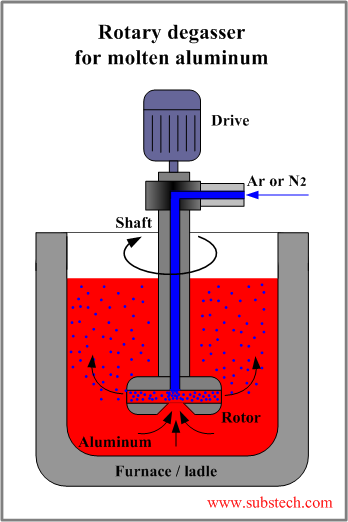 Rotary degasser
for molten aluminum
Drive
Ar or N2
Shaft
Rotor
Aluminum
Furnace / ladle
www.substech.com